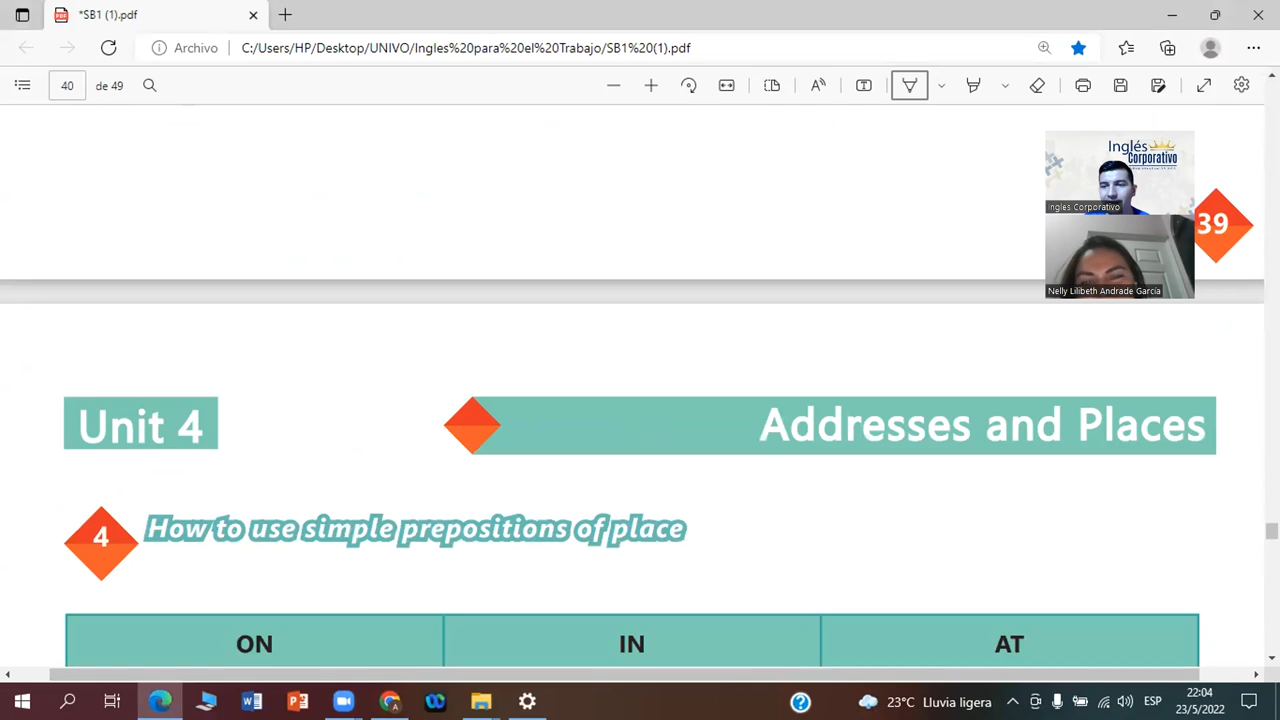 *SB1 (1).pdf
Archivo
C:/Users/HP/Desktop/UNIVO/Ingles%20para%20el%20Trabajo/SB1%20(1).pdf
40 de 49
Inglés
Corporativo
Ingles Corporativo
39
Nelly Lilibeth Andrade García
Unit 4
Addresses and Places
4
How to use simple prepositions of place
ON
IN
AT
23°C Lluvia ligera
ESP
22:04
23/5/2022